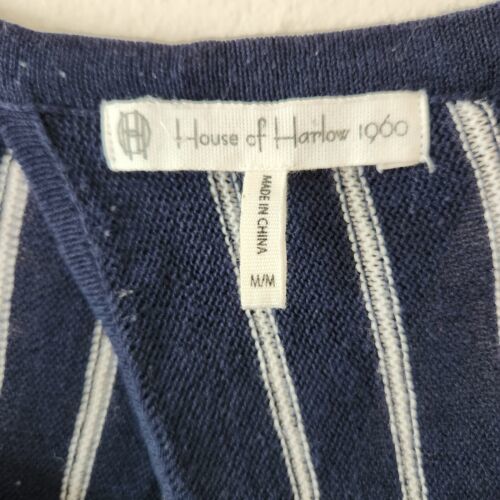 House of Harlow 1960
MADE IN CHINA
M/M